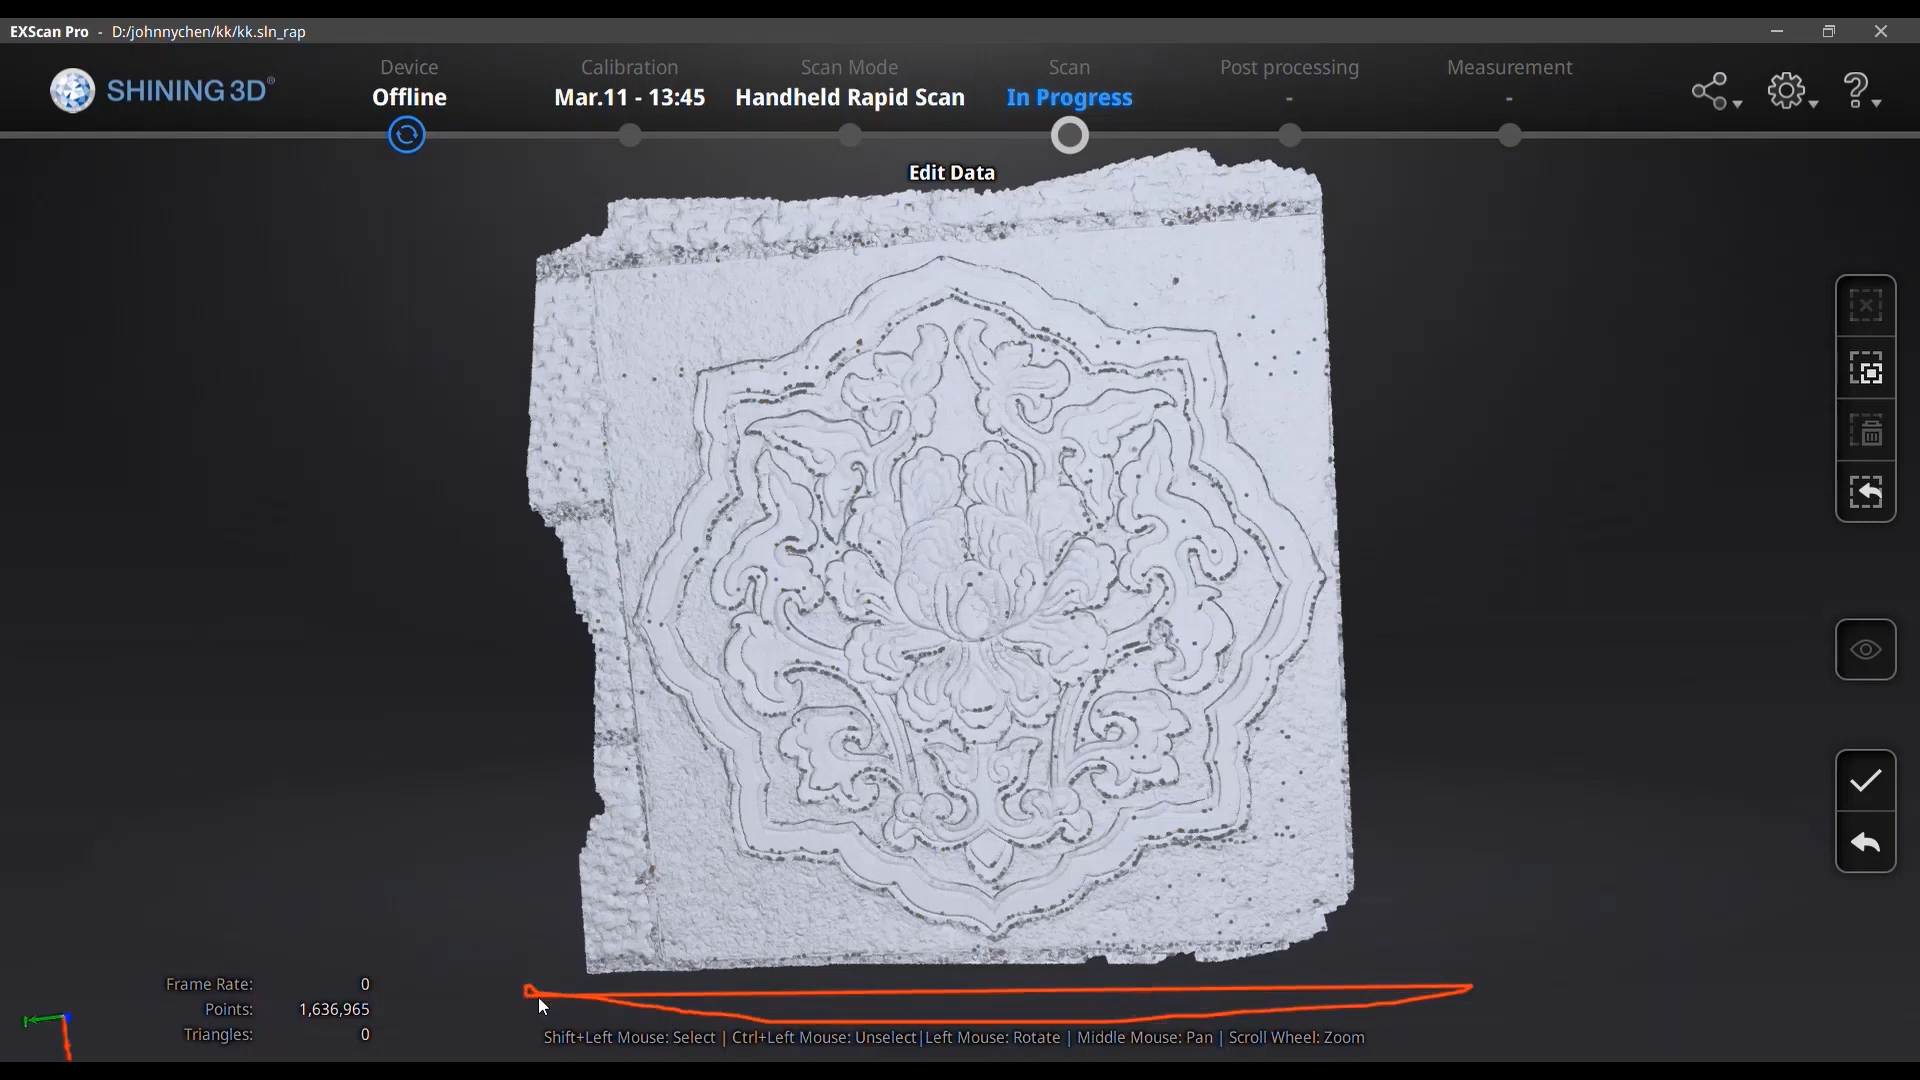 EXScan Pro - D:/johnnychen/kk/kk.sln_rap
SHINING 3D®
Device
Offline
Calibration
Mar.11 - 13:45
Scan Mode
Handheld Rapid Scan
Scan
In Progress
Post processing
-
Measurement
-
Edit Data
Frame Rate: 0
Points: 1,636,965
Triangles: 0
Shift+Left Mouse: Select | Ctrl+Left Mouse: Unselect|Left Mouse: Rotate | Middle Mouse: Pan | Scroll Wheel: Zoom